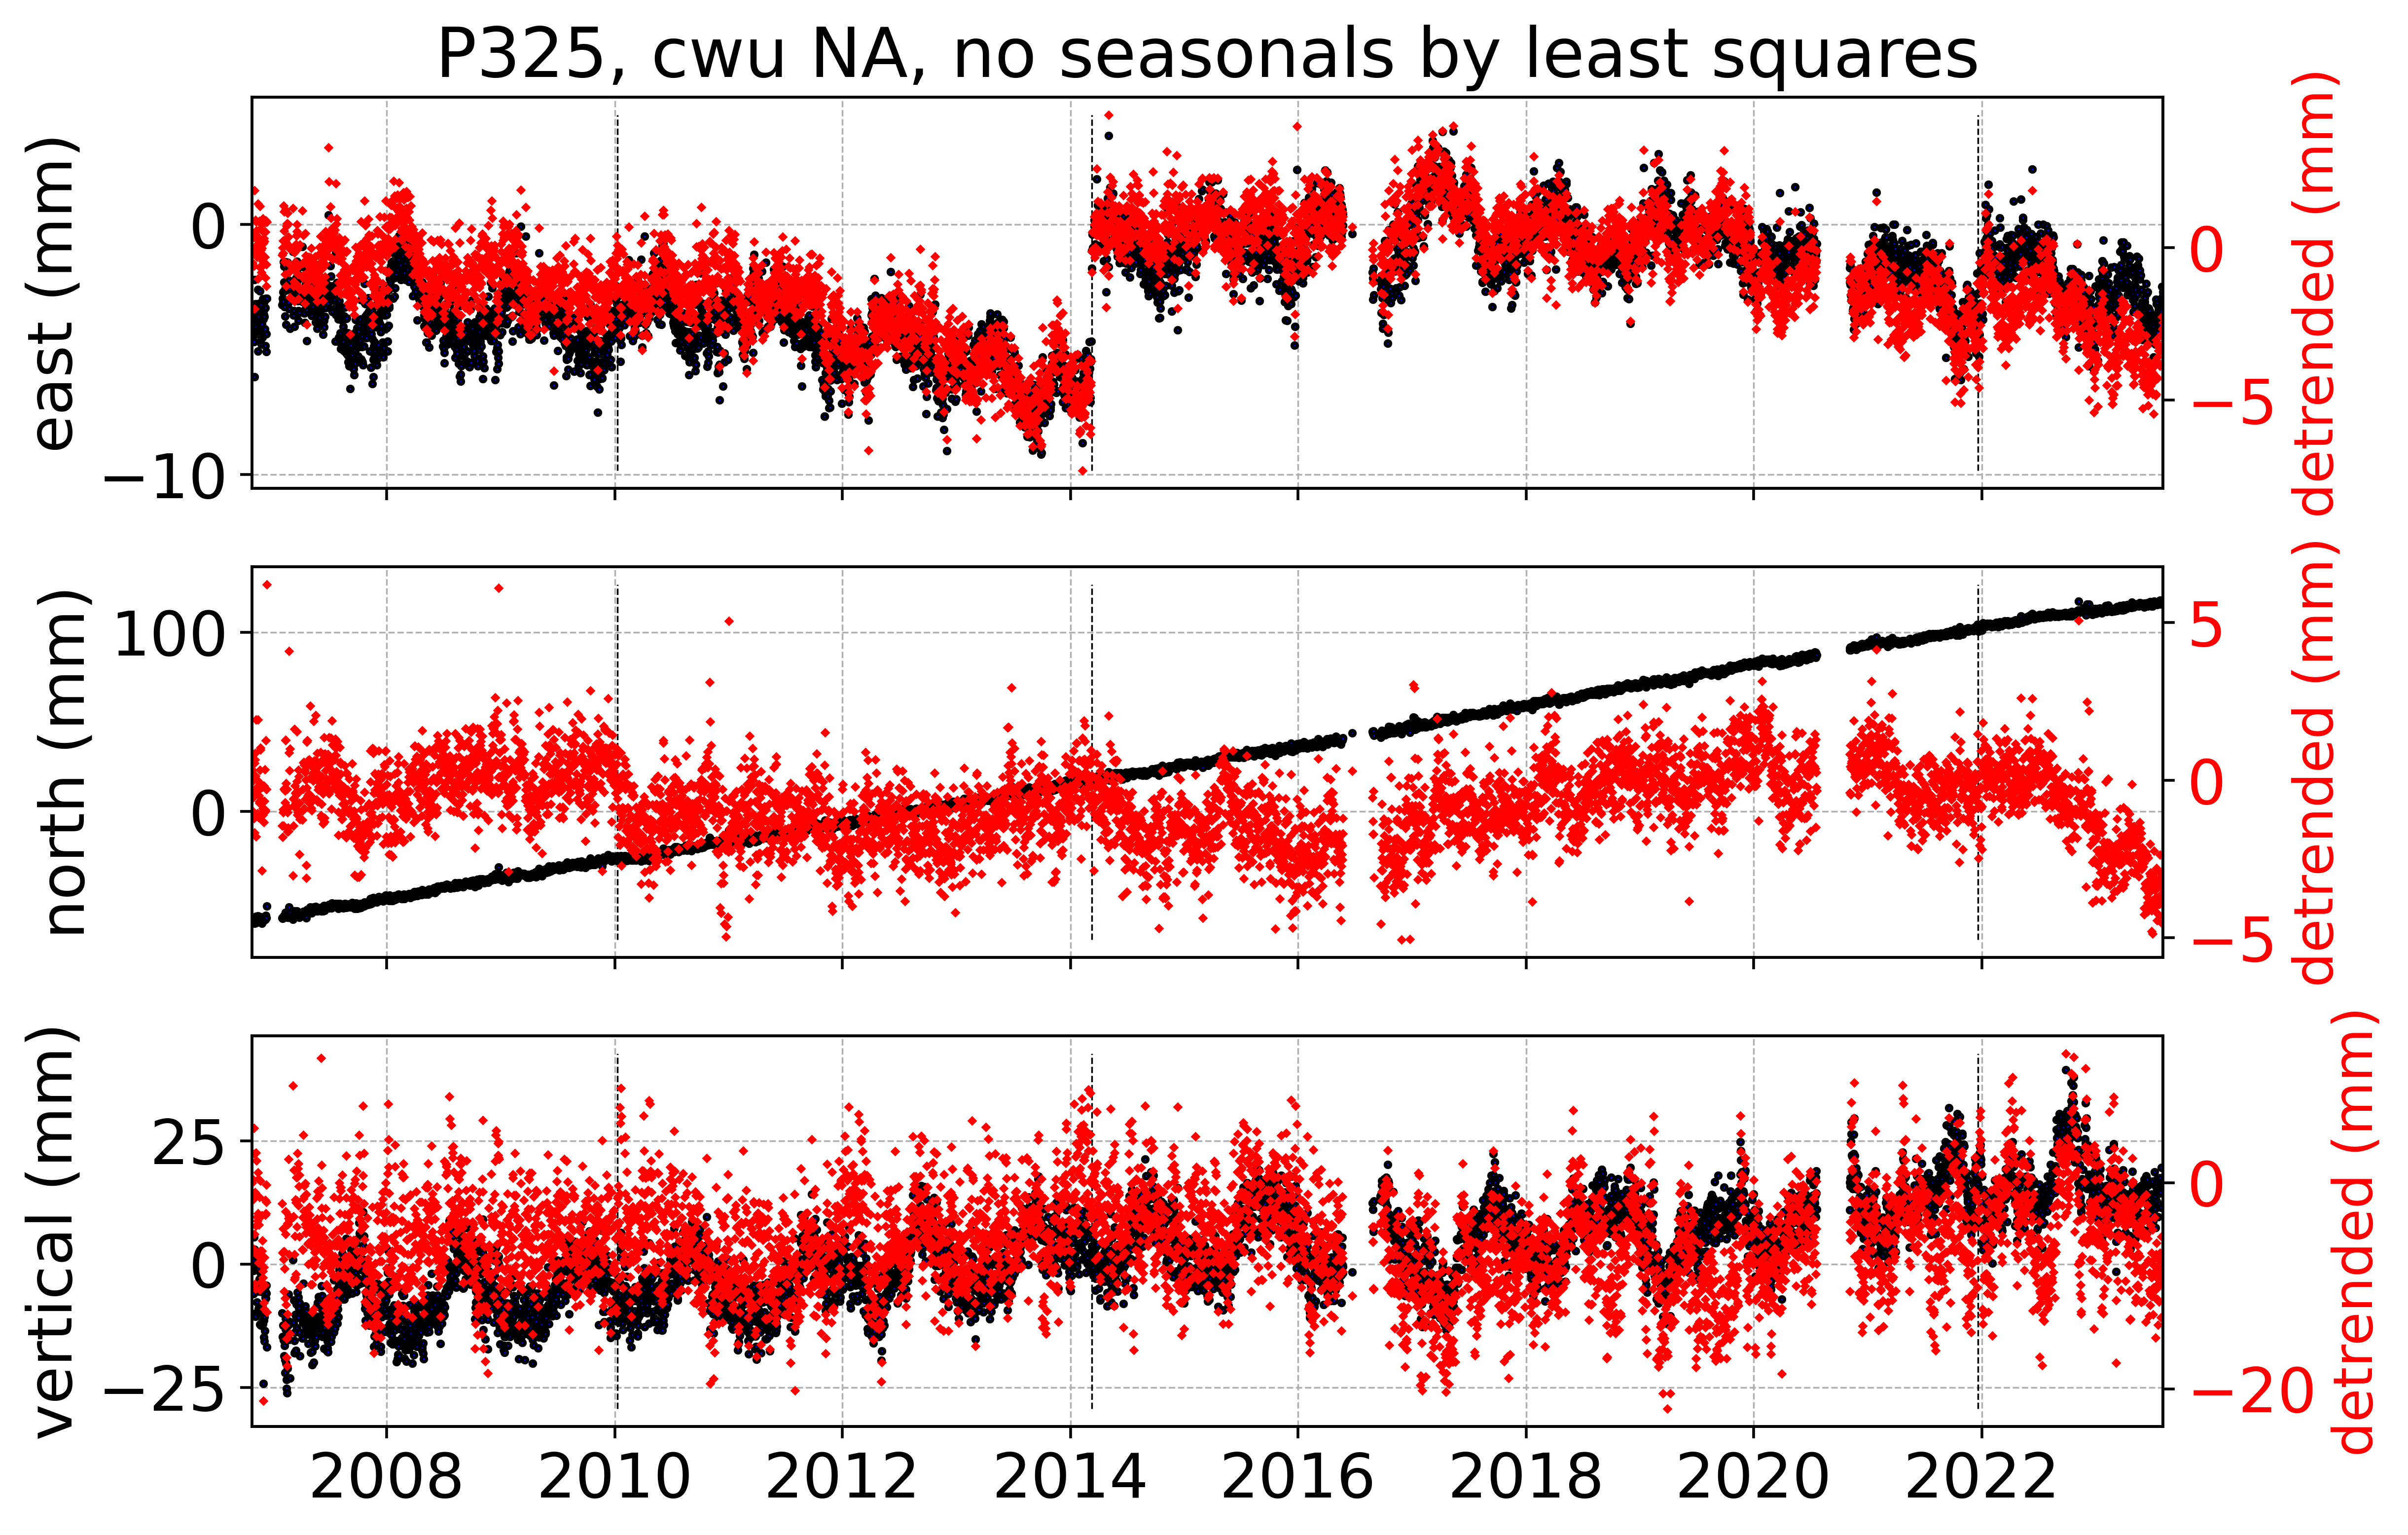 P325, cwu NA, no seasonals by least squares
east (mm)
0
−10
0
−5
detrended (mm)
north (mm)
100
0
5
0
−5
detrended (mm)
vertical (mm)
25
0
−25
0
−20
detrended (mm)
2008 2010 2012 2014 2016 2018 2020 2022